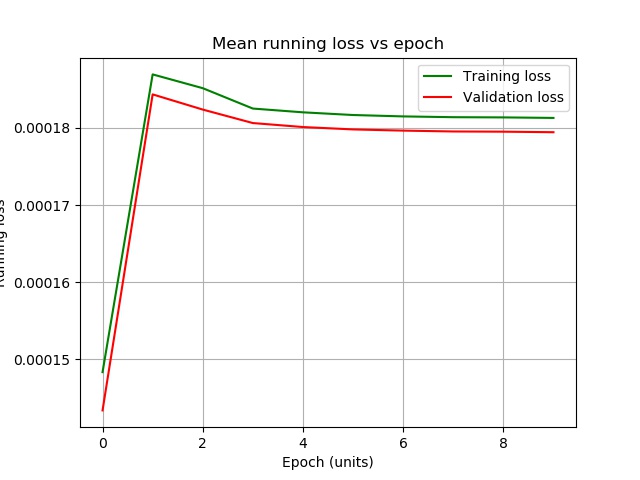 Mean running loss vs epoch
Training loss
Validation loss
0.00018
0.00017
0.00016
0.00015
0 2 4 6 8
Epoch (units)
loss